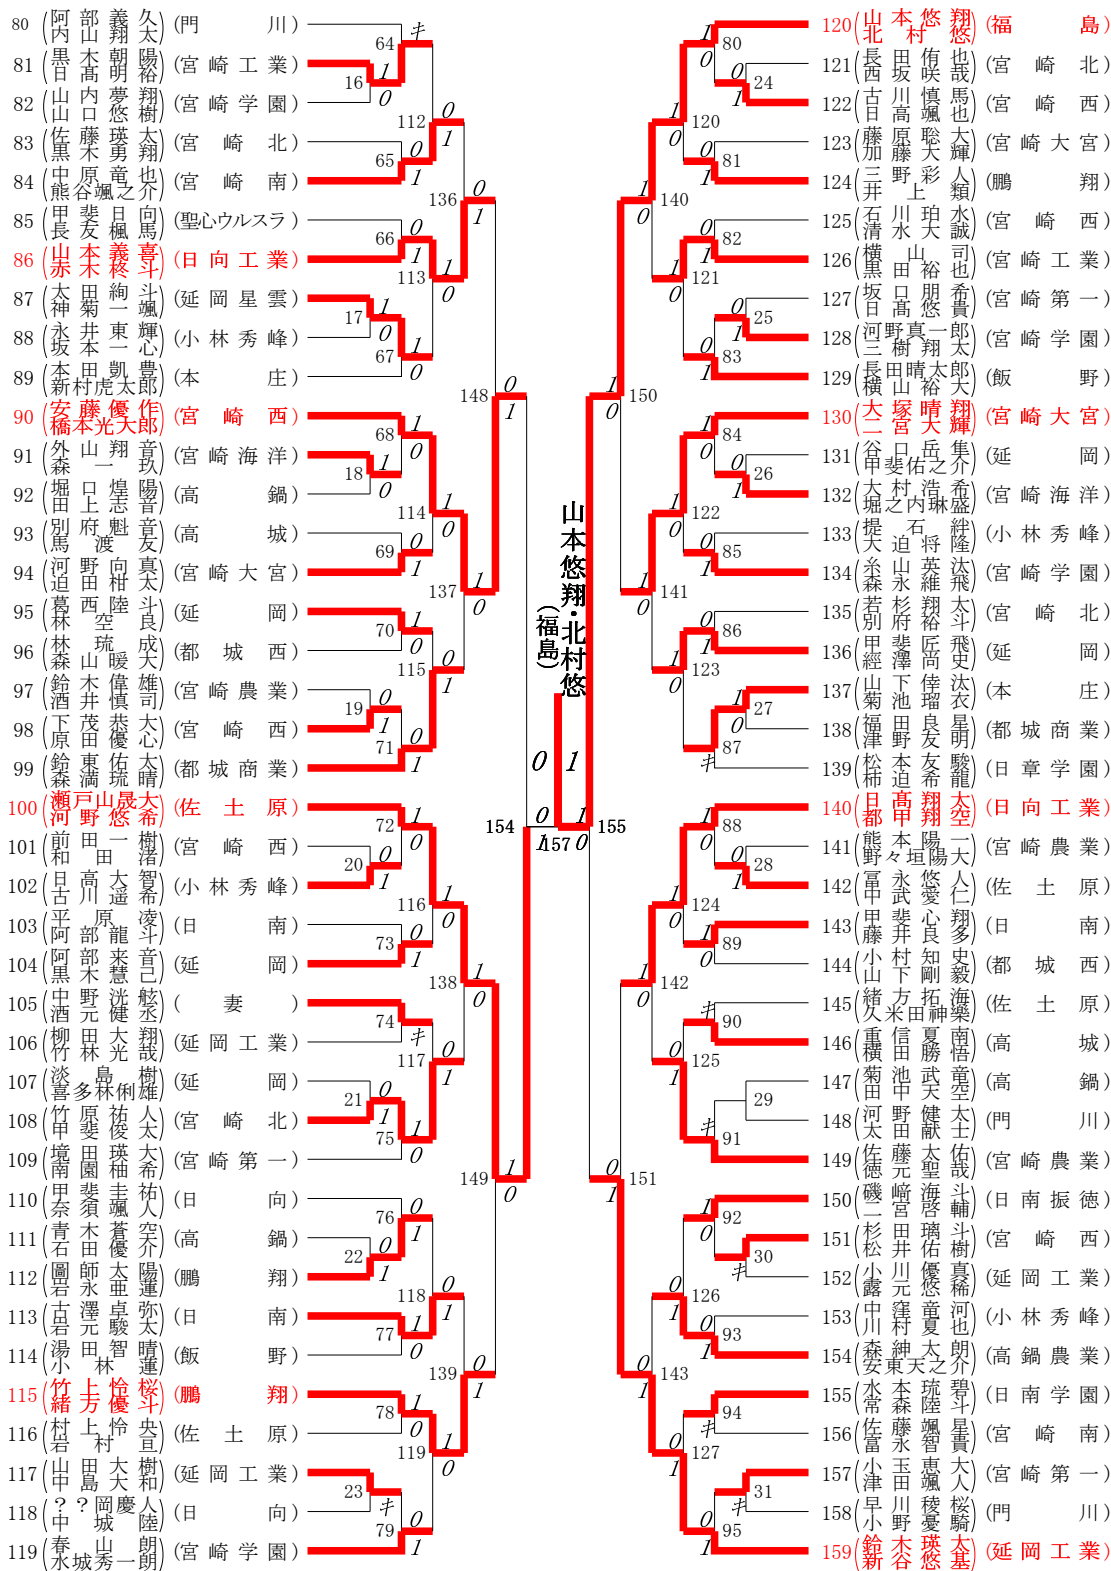 80 阿部義久 内山翔太 (門川)
81 黒木朝陽 日髙明裕 (宮崎工業)
82 山内夢翔 山口悠樹 (宮崎学園)
83 佐藤瑛太 黒木勇翔 (宮崎北)
84 中原竜也 熊谷颯之介 (宮崎南)
85 甲斐日向 長友楓馬 (聖心ウルスラ)
86 山本義喜 赤木柊斗 (日向工業)
87 太田絢斗 神菊一颯 (延岡星雲)
88 永井東輝 坂本一心 (小林秀峰)
89 本田凱豊 新村虎太郎 (本庄)
90 安藤優作 橋本光太郎 (宮崎西)
91 外山翔音 森一玖 (宮崎海洋)
92 堀口煌陽 田上志音 (高鍋)
93 別府魁音 馬渡友 (高城)
94 河野向真 迫田柑太 (宮崎大宮)
95 葛西陸斗 林空良 (延岡)
96 林琉成 森山暖大 (都城西)
97 鈴木偉雄 酒井慎司 (宮崎農業)
98 下茂恭大 原田優心 (宮崎西)
99 鈴東佑太 森満琉晴 (都城商業)
100 瀬戸山晟大 河野悠希 (佐土原)
101 前田一樹 和田渚 (宮崎西)
102 日高大智 古川遥希 (小林秀峰)
103 平原凌 阿部龍斗 (日南)
104 阿部来音 黒木慧己 (延岡)
105 中野洸舷 酒元健丞 (妻)
106 柳田大翔 竹林光哉 (延岡工業)
107 淡島樹 喜多林俐雄 (延岡)
108 竹原祐人 甲斐俊太 (宮崎北)
109 境田瑛大 南園柚希 (宮崎第一)
110 甲斐圭祐 奈須颯人 (日向)
111 青木蒼空 石田優介 (高鍋)
112 圖師太陽 岩永亜蓮 (鵬翔)
113 古澤卓弥 岩元駿太 (日南)
114 湯田智晴 小林蓮 (飯野)
115 竹上怜桜 緒方優斗 (鵬翔)
116 村上怜央 岩村亘 (佐土原)
117 山田大樹 中島大和 (延岡工業)
118 ??岡慶人 中城陸 (日向)
119 春山朗 水城秀一朗 (宮崎学園)
山本悠翔・北村悠
(福島)
0 1
154 155 157
120 山本悠翔 北村悠 (福島)
121 長田侑也 西坂咲哉 (宮崎北)
122 古川慎馬 日高颯也 (宮崎西)
123 藤原聡大 加藤大輝 (宮崎大宮)
124 三野彩人 井上類 (鵬翔)
125 石川珀水 清水大誠 (宮崎西)
126 横山司 黒田裕也 (宮崎工業)
127 坂口朋希 日髙悠貴 (宮崎第一)
128 河野真一郎 三樹翔太 (宮崎学園)
129 長田晴太郎 横山裕大 (飯野)
130 大塚晴翔 二宮大輝 (宮崎大宮)
131 谷口岳隼 甲斐佑之介 (延岡)
132 大村浩希 堀之内琳盛 (宮崎海洋)
133 提石絆 大迫将隆 (小林秀峰)
134 糸山英汰 森永維飛 (宮崎学園)
135 若杉翔太 別府裕斗 (宮崎北)
136 甲斐匠飛 經澤尚史 (延岡)
137 山下倖汰 菊池瑠衣 (本庄)
138 福田良星 津野友明 (都城商業)
139 松本友駿 柿迫希龍 (日章学園)
140 日髙翔太 都甲翔空 (日向工業)
141 熊本陽一 野々垣陽大 (宮崎農業)
142 冨永悠人 中武愛仁 (佐土原)
143 甲斐心翔 藤井良多 (日南)
144 小村知史 山下剛毅 (都城西)
145 緒方拓海 久米田神樂 (佐土原)
146 重信夏南 横田勝悟 (高城)
147 菊池武竜 田中天空 (高鍋)
148 河野健太 太田献士 (門川)
149 佐藤太佑 徳元聖哉 (宮崎農業)
150 磯﨑海斗 二宮啓輔 (日南振徳)
151 杉田璃斗 松井佑樹 (宮崎西)
152 小川優真 露元悠稀 (延岡工業)
153 中窪竜河 川村夏也 (小林秀峰)
154 森紳太朗 安東天之介 (高鍋農業)
155 水本琉碧 常森陸斗 (日南学園)
156 佐藤颯星 富永智貴 (宮崎南)
157 小玉恵大 津田颯人 (宮崎第一)
158 早川稜桜 小野憂騎 (門川)
159 鈴木瑛太 新谷悠基 (延岡工業)